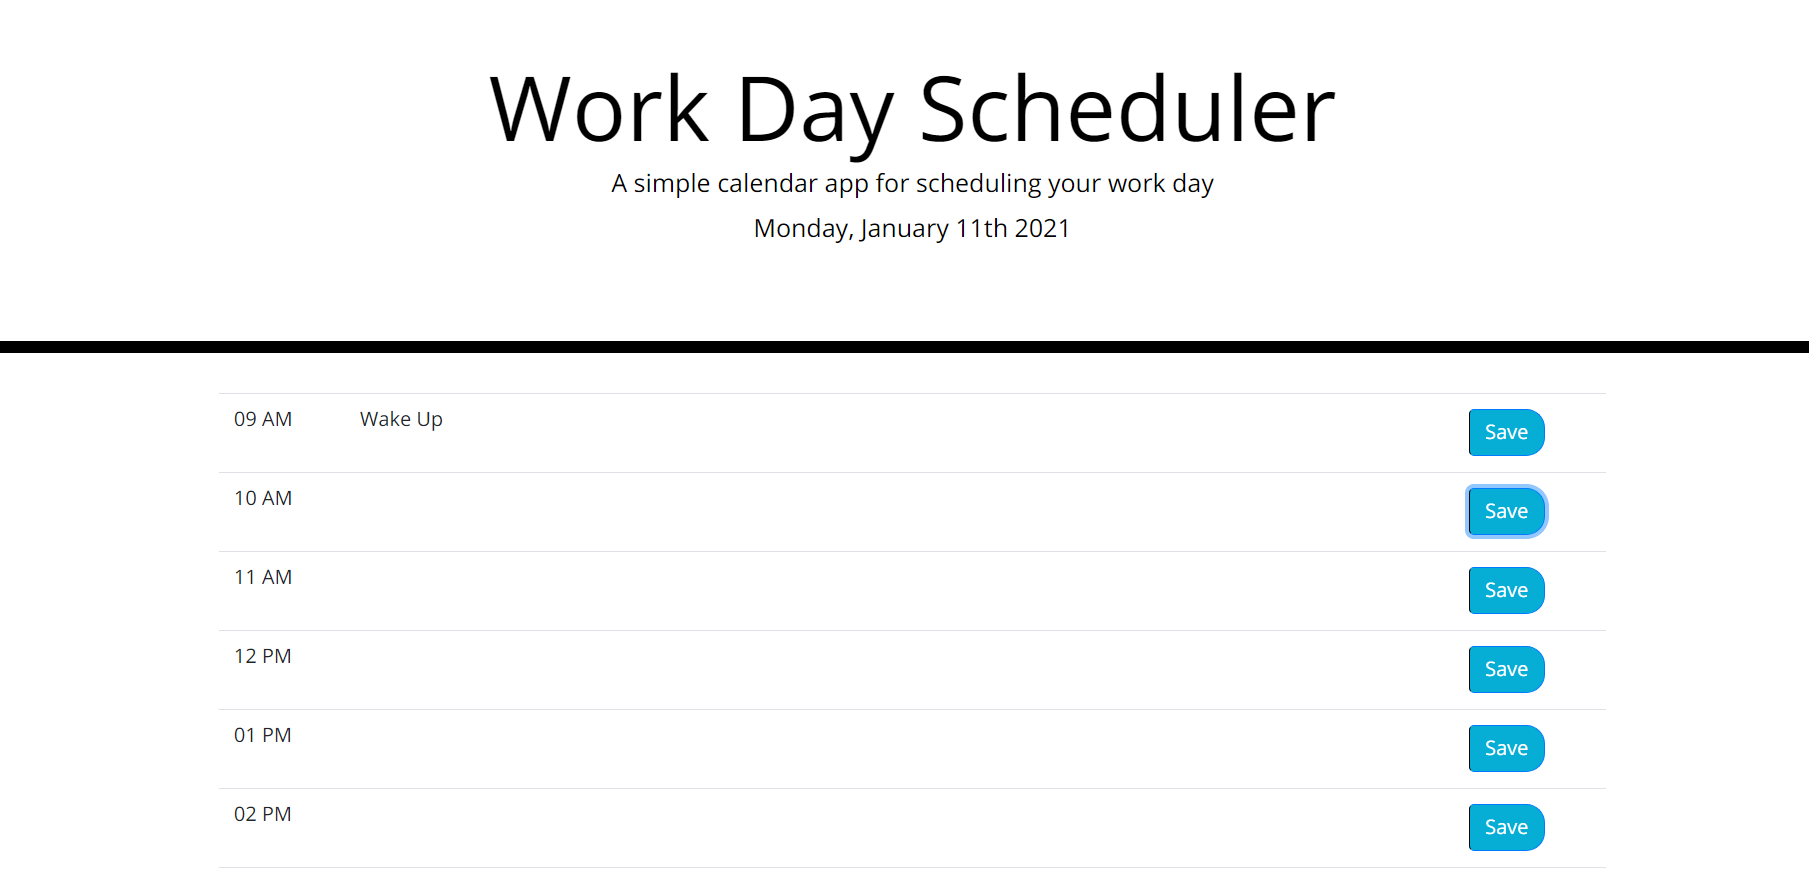 Work Day Scheduler
A simple calendar app for scheduling your work day
Monday, January 11th 2021
09 AM Wake Up Save
10 AM Save
11 AM Save
12 PM Save
01 PM Save
02 PM Save